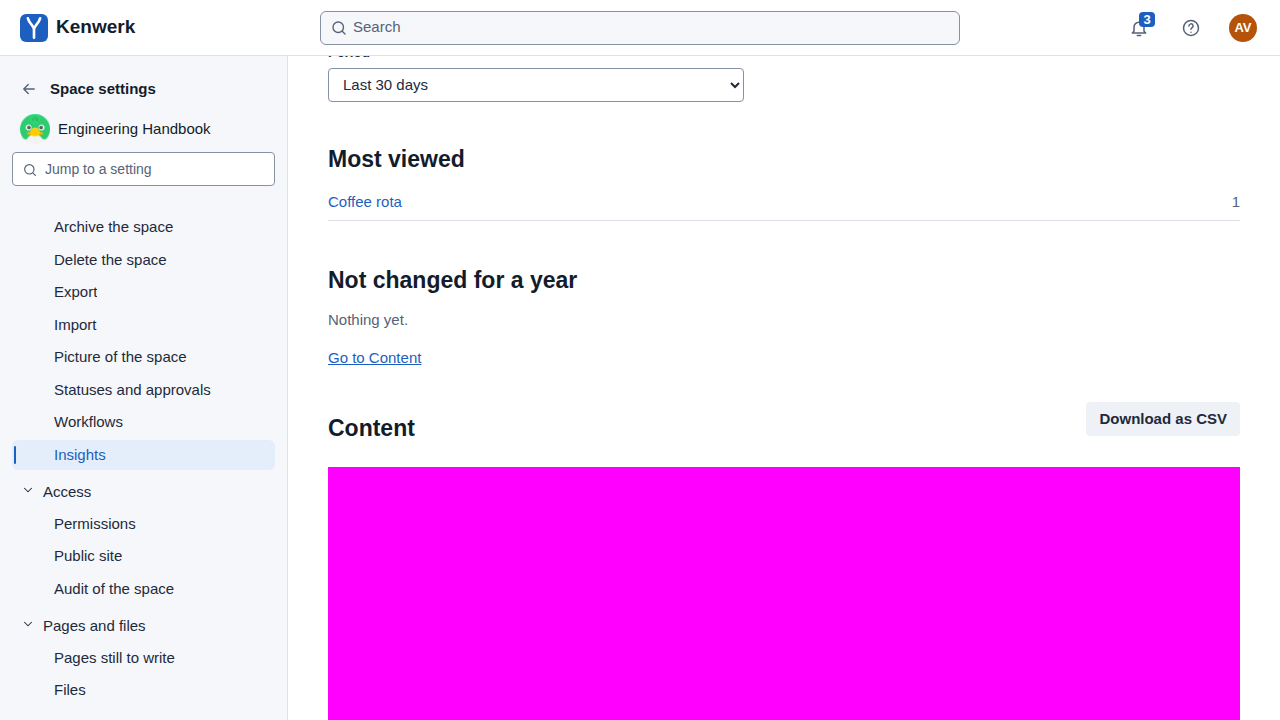 Kenwerk
Search
3
AV
Space settings
Engineering Handbook
Jump to a setting
Archive the space
Delete the space
Export
Import
Picture of the space
Statuses and approvals
Workflows
Insights
Access
Permissions
Public site
Audit of the space
Pages and files
Pages still to write
Files
Last 30 days
Most viewed
Coffee rota 1
Not changed for a year
Nothing yet.
Go to Content
Content
Download as CSV